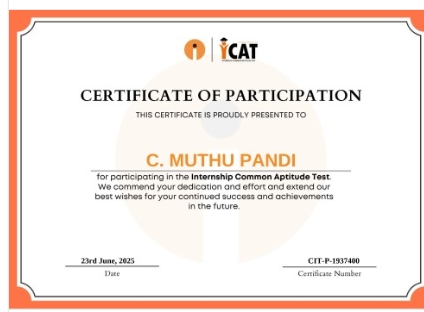 iCAT
CERTIFICATE OF PARTICIPATION
THIS CERTIFICATE IS PROUDLY PRESENTED TO
C. MUTHU PANDI
for participating in the Internship Common Aptitude Test.
We commend your dedication and effort and extend our
best wishes for your continued success and achievements
in the future.
23rd June, 2025
Date
CIT-P-1937400
Certificate Number